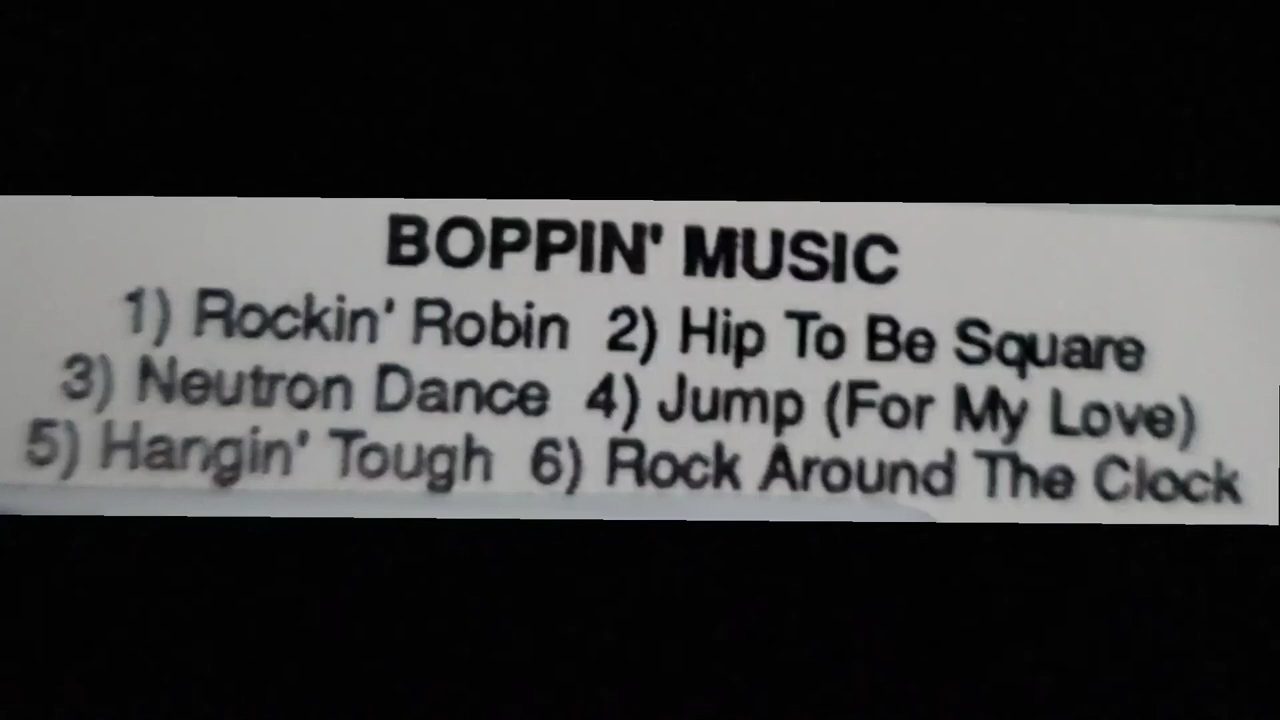 BOPPIN' MUSIC
1) Rockin' Robin 2) Hip To Be Square
3) Neutron Dance 4) Jump (For My Love)
5) Hangin' Tough 6) Rock Around The Clock